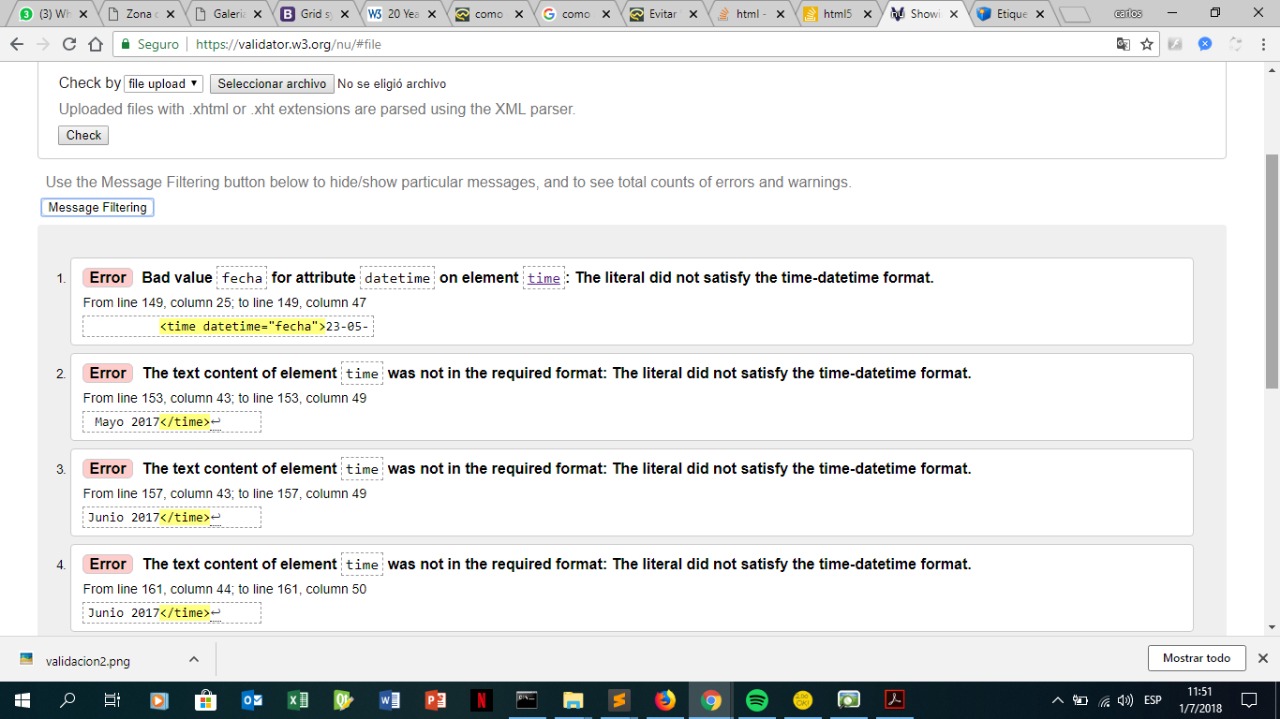 (3) Wh
Zona d
Galeri
Grid sy
20 Yea
como
como
Evitar
html -
html5
Showi
Etique
carlos
Seguro
https://validator.w3.org/nu/#file
Check by file upload Seleccionar archivo No se eligió archivo
Uploaded files with .xhtml or .xht extensions are parsed using the XML parser.
Check
Use the Message Filtering button below to hide/show particular messages, and to see total counts of errors and warnings.
Message Filtering
1. Error Bad value fecha for attribute datetime on element time: The literal did not satisfy the time-datetime format.
From line 149, column 25; to line 149, column 47
<time datetime="fecha">23-05-
2. Error The text content of element time was not in the required format: The literal did not satisfy the time-datetime format.
From line 153, column 43; to line 153, column 49
Mayo 2017</time>↩
3. Error The text content of element time was not in the required format: The literal did not satisfy the time-datetime format.
From line 157, column 43; to line 157, column 49
Junio 2017</time>↩
4. Error The text content of element time was not in the required format: The literal did not satisfy the time-datetime format.
From line 161, column 44; to line 161, column 50
Junio 2017</time>↩
validacion2.png
Mostrar todo
ESP
11:51
1/7/2018